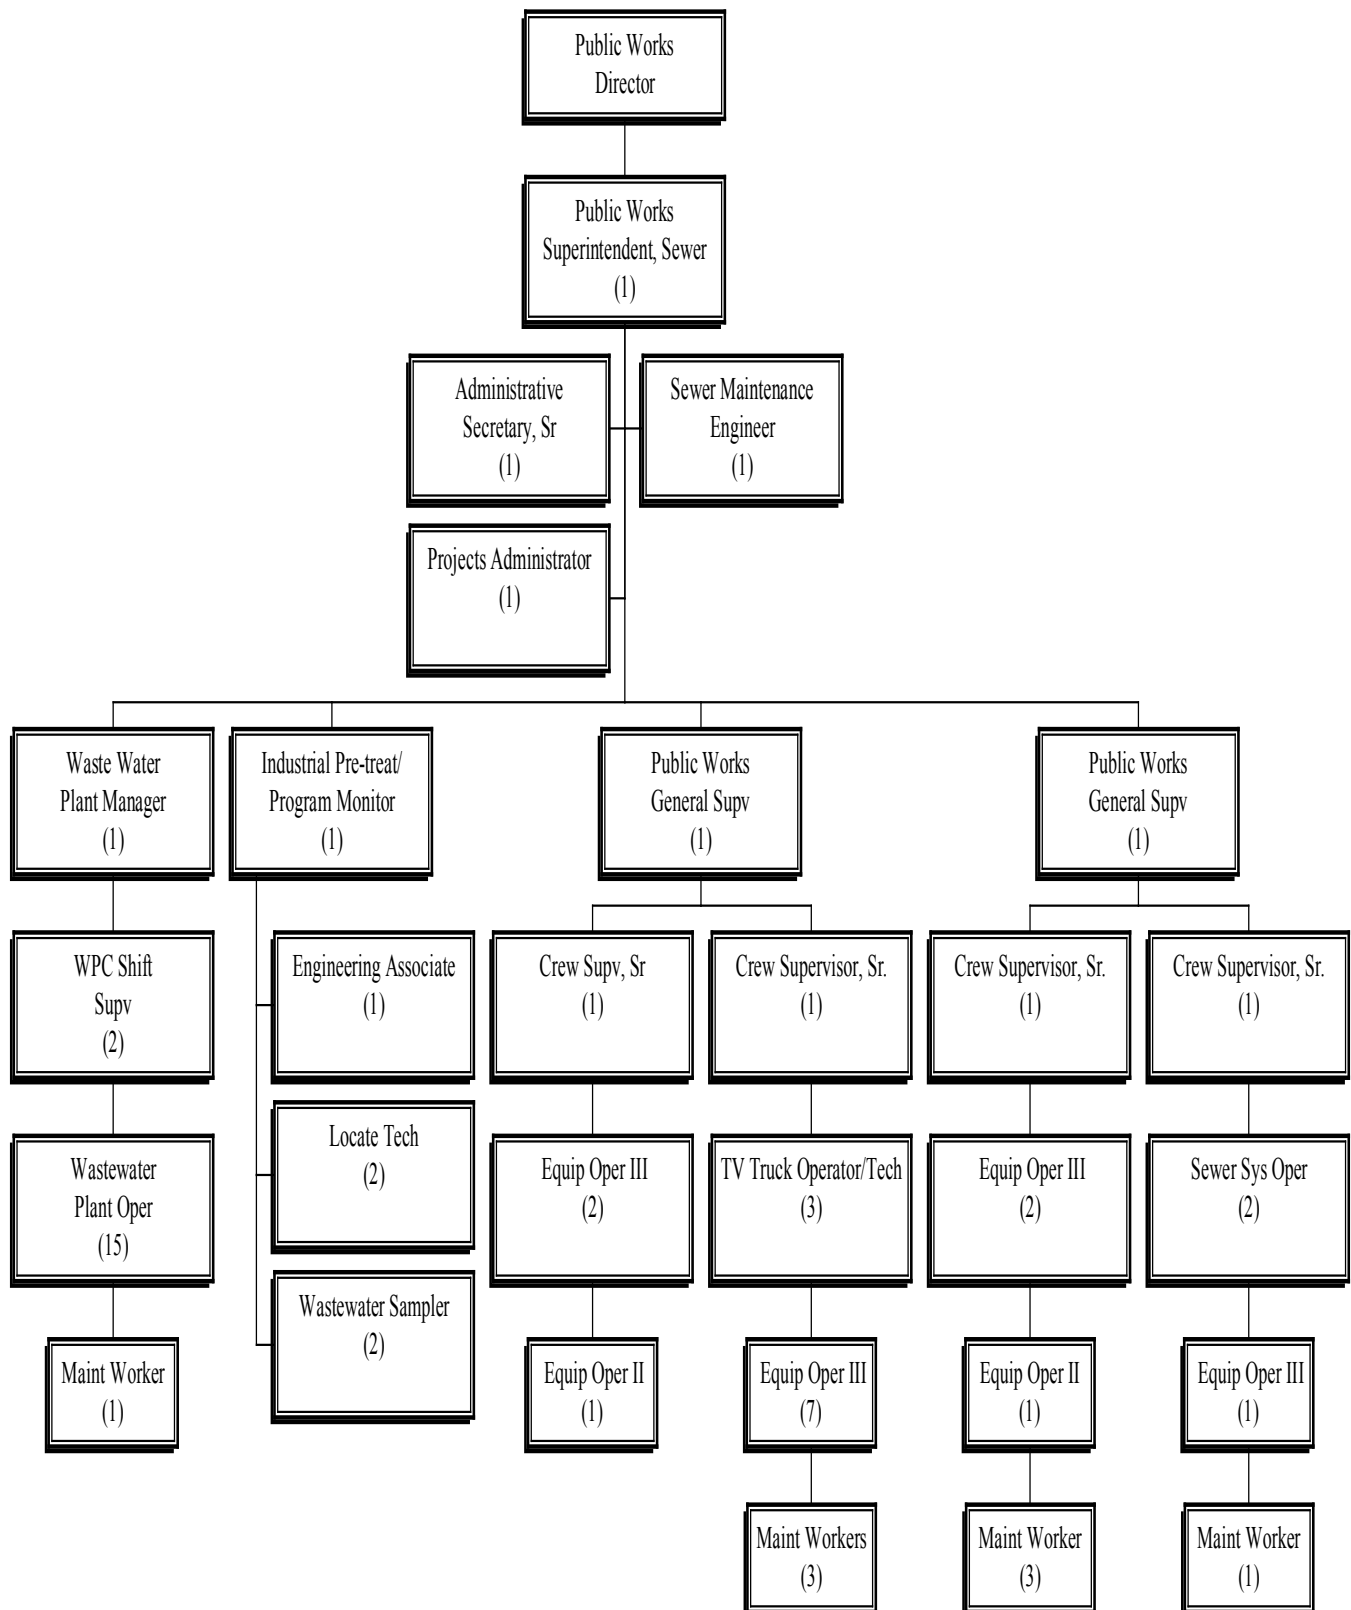 Public Works
Director
Public Works
Superintendent, Sewer
(1)
Administrative
Secretary, Sr
(1)
Sewer Maintenance
Engineer
(1)
Projects Administrator
(1)
Waste Water
Plant Manager
(1)
Industrial Pre-treat/
Program Monitor
(1)
Public Works
General Supv
(1)
Public Works
General Supv
(1)
WPC Shift
Supv
(2)
Engineering Associate
(1)
Crew Supv, Sr
(1)
Crew Supervisor, Sr.
(1)
Crew Supervisor, Sr.
(1)
Crew Supervisor, Sr.
(1)
Wastewater
Plant Oper
(15)
Locate Tech
(2)
Equip Oper III
(2)
TV Truck Operator/Tech
(3)
Equip Oper III
(2)
Sewer Sys Oper
(2)
Wastewater Sampler
(2)
Maint Worker
(1)
Equip Oper II
(1)
Equip Oper III
(7)
Equip Oper II
(1)
Equip Oper III
(1)
Maint Workers
(3)
Maint Worker
(3)
Maint Worker
(1)